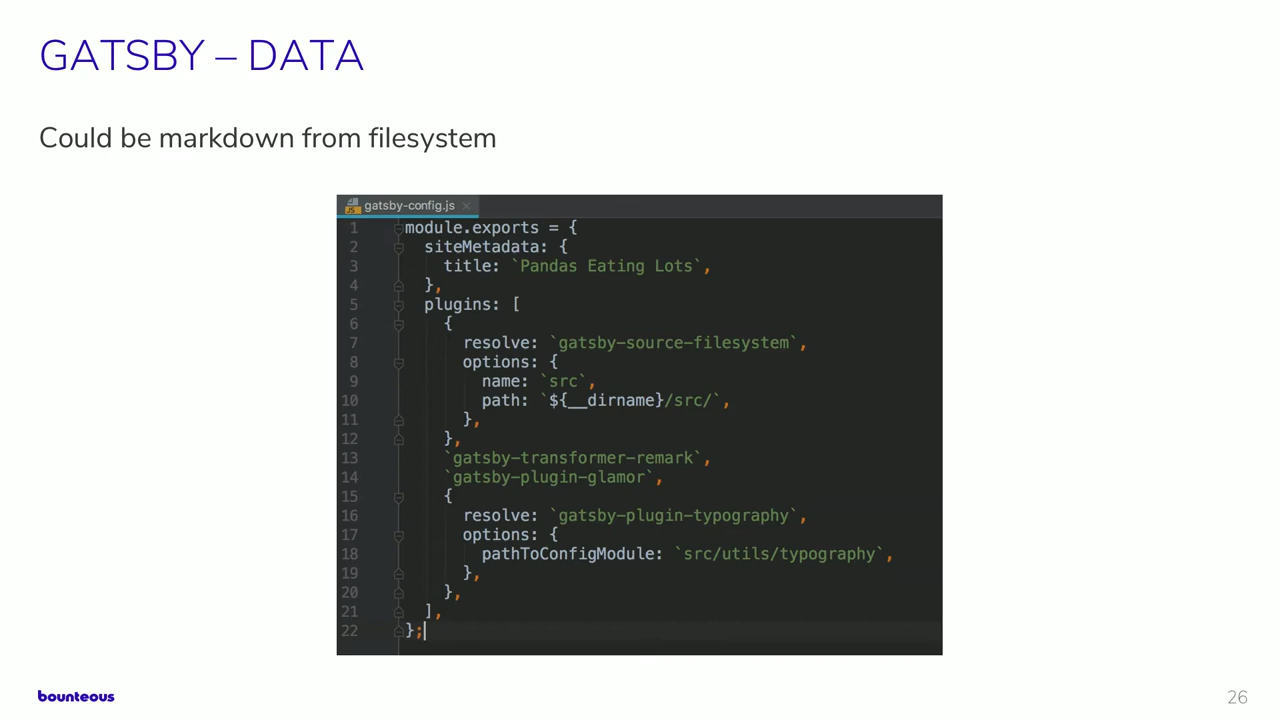 GATSBY – DATA
Could be markdown from filesystem
JS gatsby-config.js ×
1 module.exports = {
2 siteMetadata: {
3 title: `Pandas Eating Lots`,
4 },
5 plugins: [
6 {
7 resolve: `gatsby-source-filesystem`,
8 options: {
9 name: `src`,
10 path: `${__dirname}/src/`,
11 },
12 },
13 `gatsby-transformer-remark`,
14 `gatsby-plugin-glamor`,
15 {
16 resolve: `gatsby-plugin-typography`,
17 options: {
18 pathToConfigModule: `src/utils/typography`,
19 },
20 },
21 ],
22 };
bounteous
26